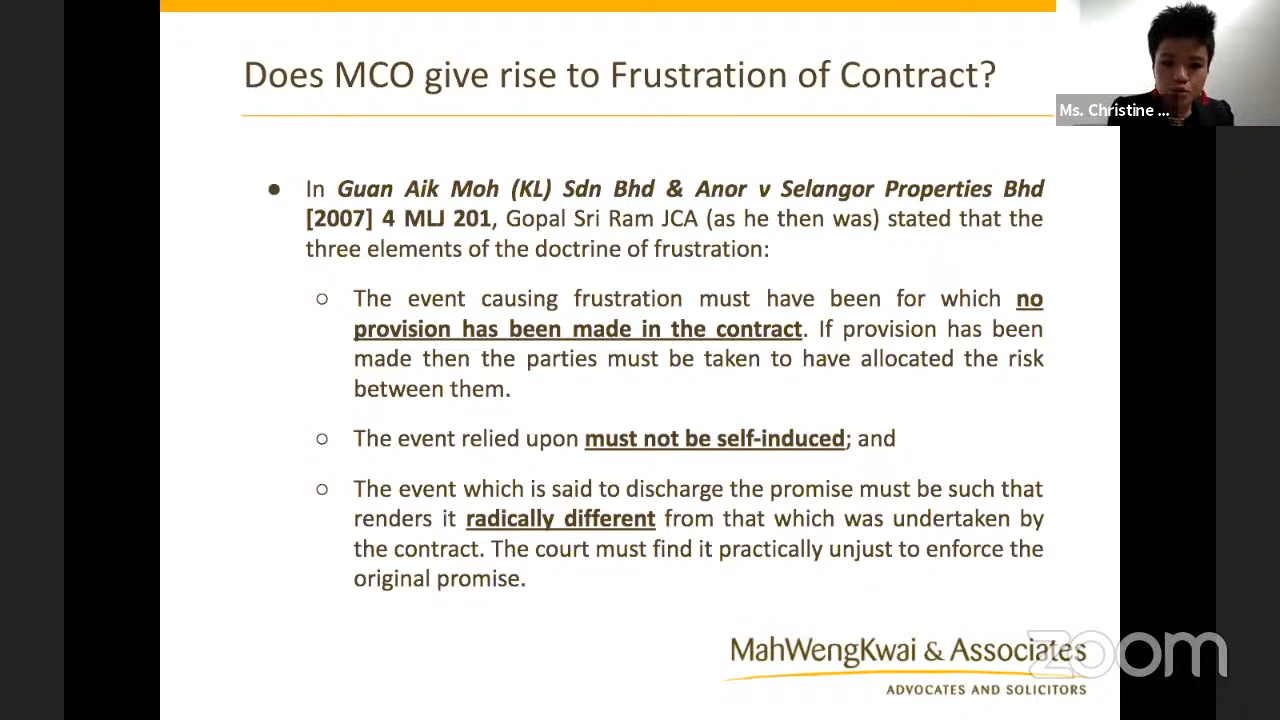 Does MCO give rise to Frustration of Contract?
Ms. Christine ...
● In Guan Aik Moh (KL) Sdn Bhd & Anor v Selangor Properties Bhd
[2007] 4 MLJ 201, Gopal Sri Ram JCA (as he then was) stated that the
three elements of the doctrine of frustration:
○ The event causing frustration must have been for which no
provision has been made in the contract. If provision has been
made then the parties must be taken to have allocated the risk
between them.
○ The event relied upon must not be self-induced; and
○ The event which is said to discharge the promise must be such that
renders it radically different from that which was undertaken by
the contract. The court must find it practically unjust to enforce the
original promise.
MahWengKwai & Associates
zoom
ADVOCATES AND SOLICITORS